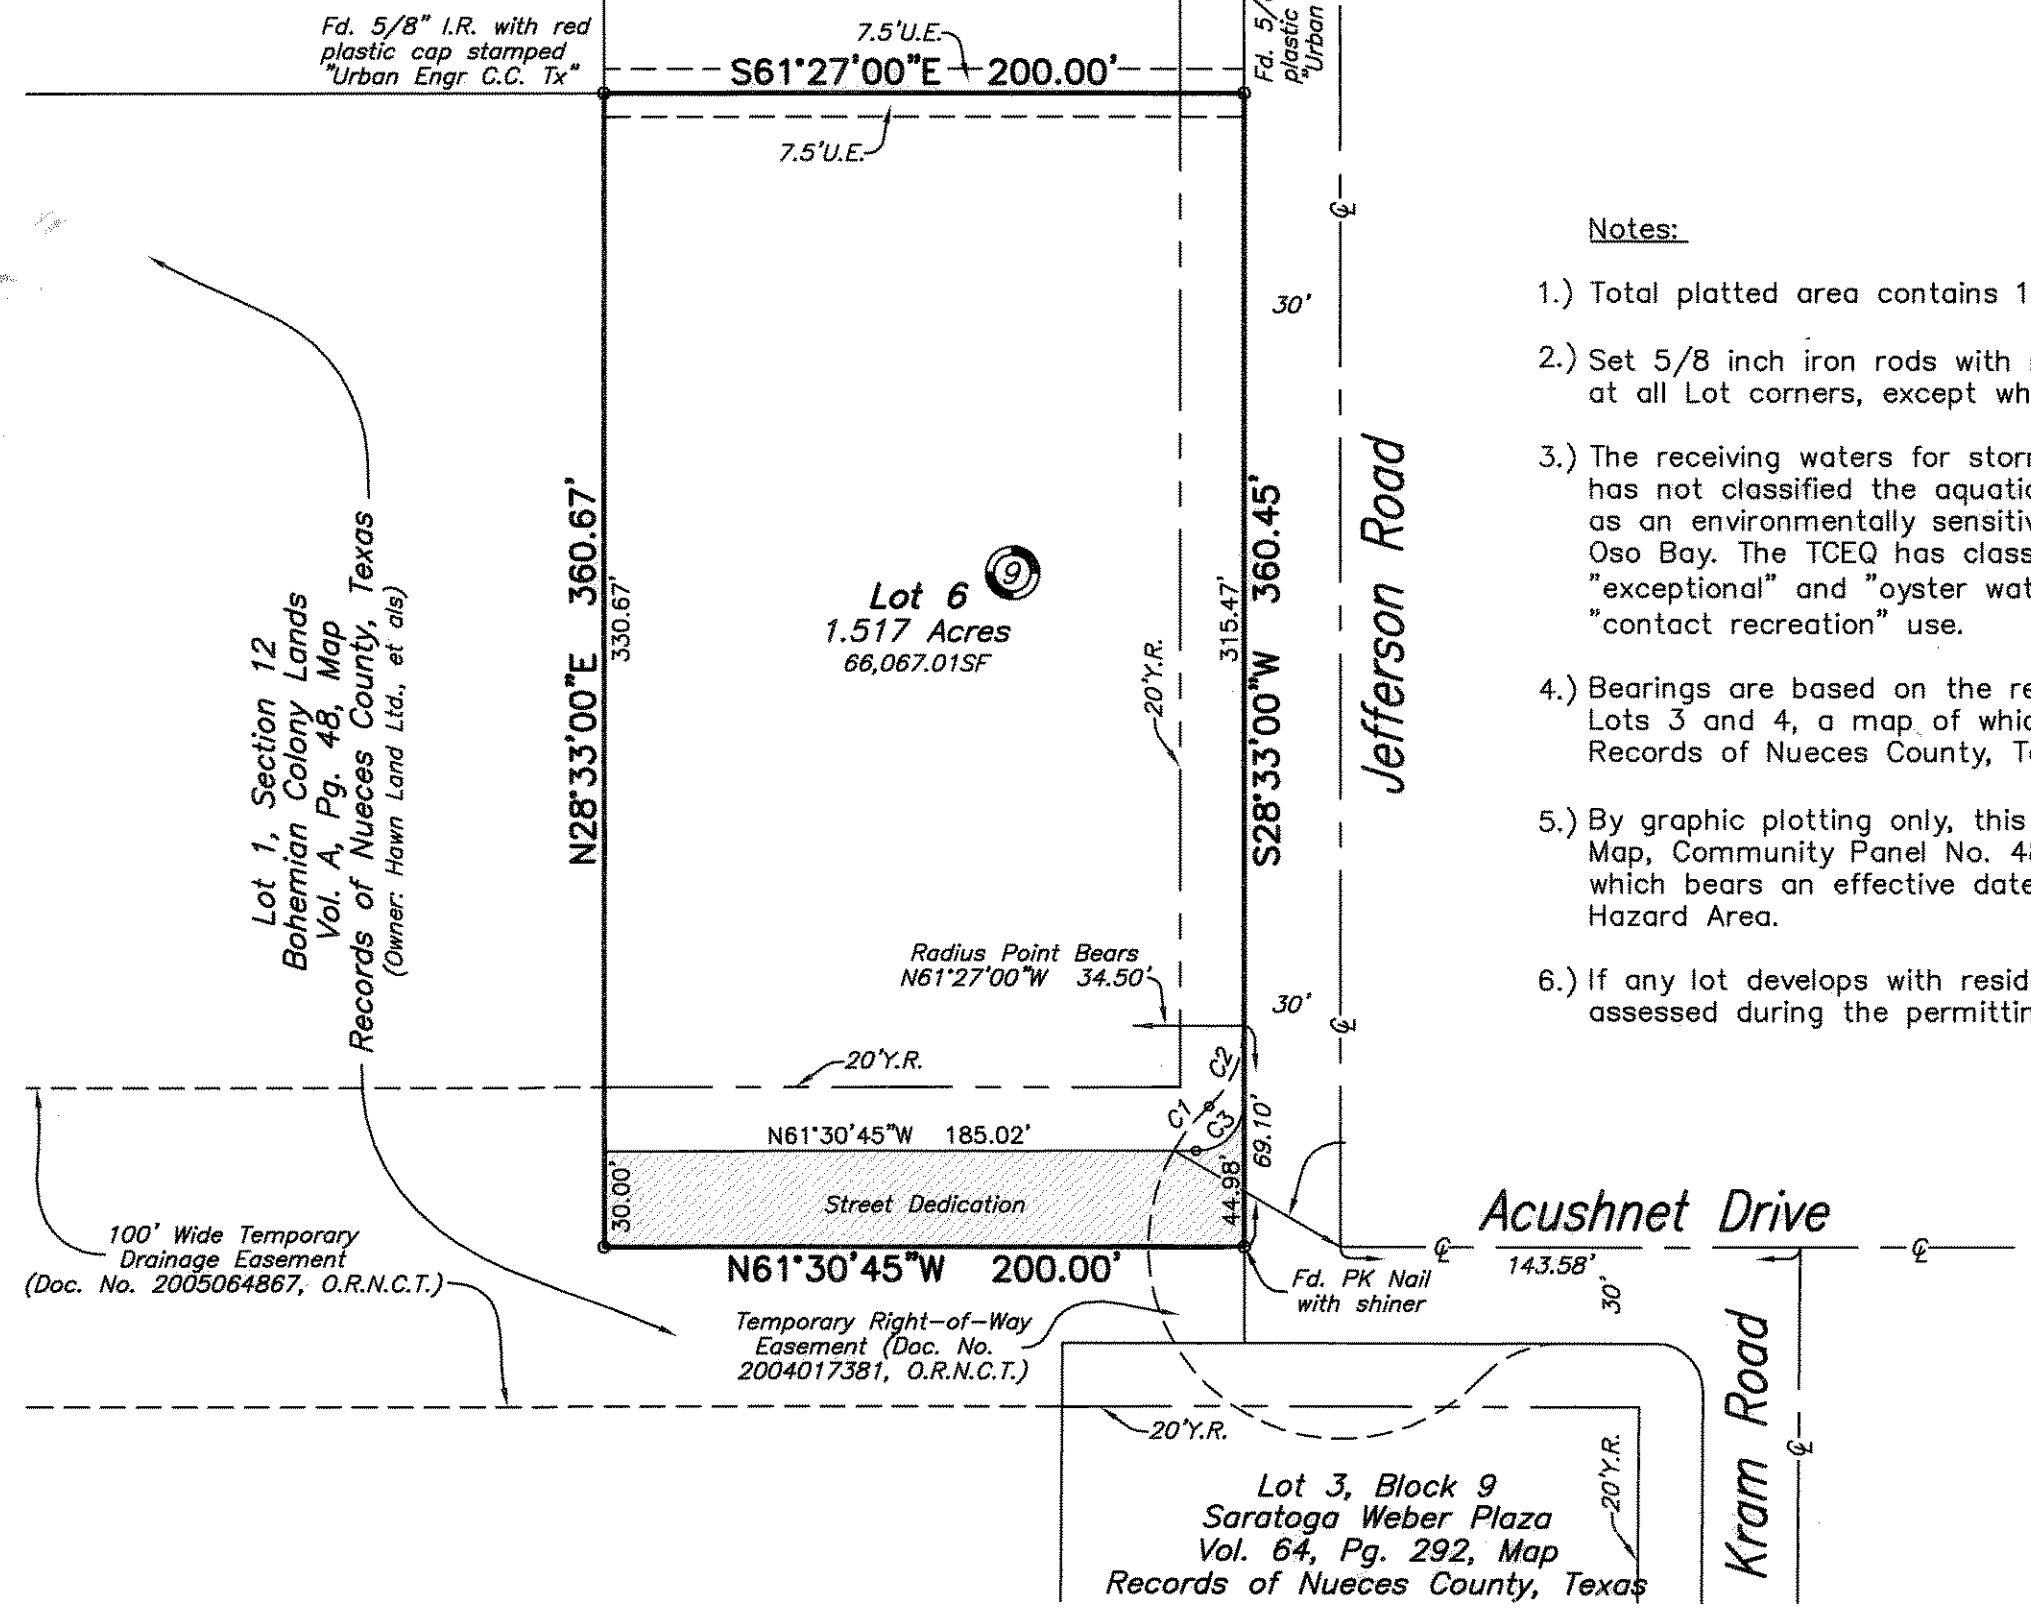 Fd. 5/8" I.R. with red
plastic cap stamped
"Urban Engr C.C. Tx"
7.5'U.E.
S61°27'00"E 200.00'
7.5'U.E.
Fd. 5/
plastic
"Urban
30'
Notes:
1.) Total platted area contains 1
2.) Set 5/8 inch iron rods with
at all Lot corners, except wh
3.) The receiving waters for stor
has not classified the aquatic
as an environmentally sensitiv
Oso Bay. The TCEQ has class
"exceptional" and "oyster wat
"contact recreation" use.
4.) Bearings are based on the re
Lots 3 and 4, a map of whic
Records of Nueces County, Te
5.) By graphic plotting only, this
Map, Community Panel No. 4
which bears an effective date
Hazard Area.
6.) If any lot develops with resid
assessed during the permittin
Lot 1, Section 12
Bohemian Colony Lands
Vol. A, Pg. 48, Map
Records of Nueces County, Texas
(Owner: Hawn Land Ltd., et als)
N28°33'00"E 360.67'
330.67'
Lot 6
9
1.517 Acres
66,067.01SF
20'Y.R.
315.47'
S28°33'00"W 360.45'
Jefferson Road
Radius Point Bears
N61°27'00"W 34.50'
30'
20'Y.R.
C2
C1
C3
69.10'
N61°30'45"W 185.02'
30.00'
Street Dedication
44.98'
N61°30'45"W 200.00'
100' Wide Temporary
Drainage Easement
(Doc. No. 2005064867, O.R.N.C.T.)
Temporary Right-of-Way
Easement (Doc. No.
2004017381, O.R.N.C.T.)
Fd. PK Nail
with shiner
Acushnet Drive
143.58'
30'
Kram Road
20'Y.R.
20'Y.R.
Lot 3, Block 9
Saratoga Weber Plaza
Vol. 64, Pg. 292, Map
Records of Nueces County, Texas